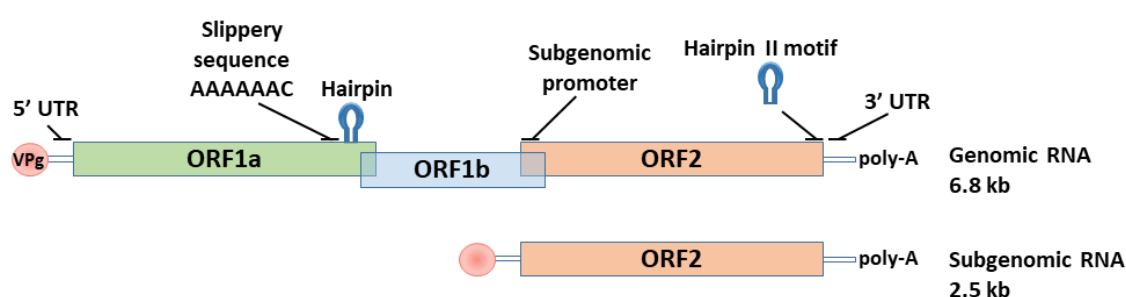 Slippery
sequence
AAAAAAC
Hairpin
Subgenomic
promoter
Hairpin II motif
5’ UTR
3’ UTR
VPg
ORF1a
ORF1b
ORF2
poly-A
Genomic RNA
6.8 kb
ORF2
poly-A
Subgenomic RNA
2.5 kb